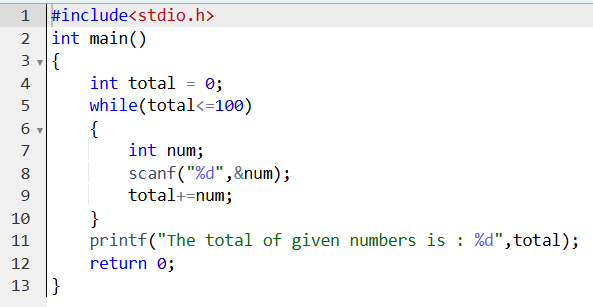 1 #include<stdio.h>
2 int main()
3 {
4 int total = 0;
5 while(total<=100)
6 {
7 int num;
8 scanf("%d",&num);
9 total+=num;
10 }
11 printf("The total of given numbers is : %d",total);
12 return 0;
13 }